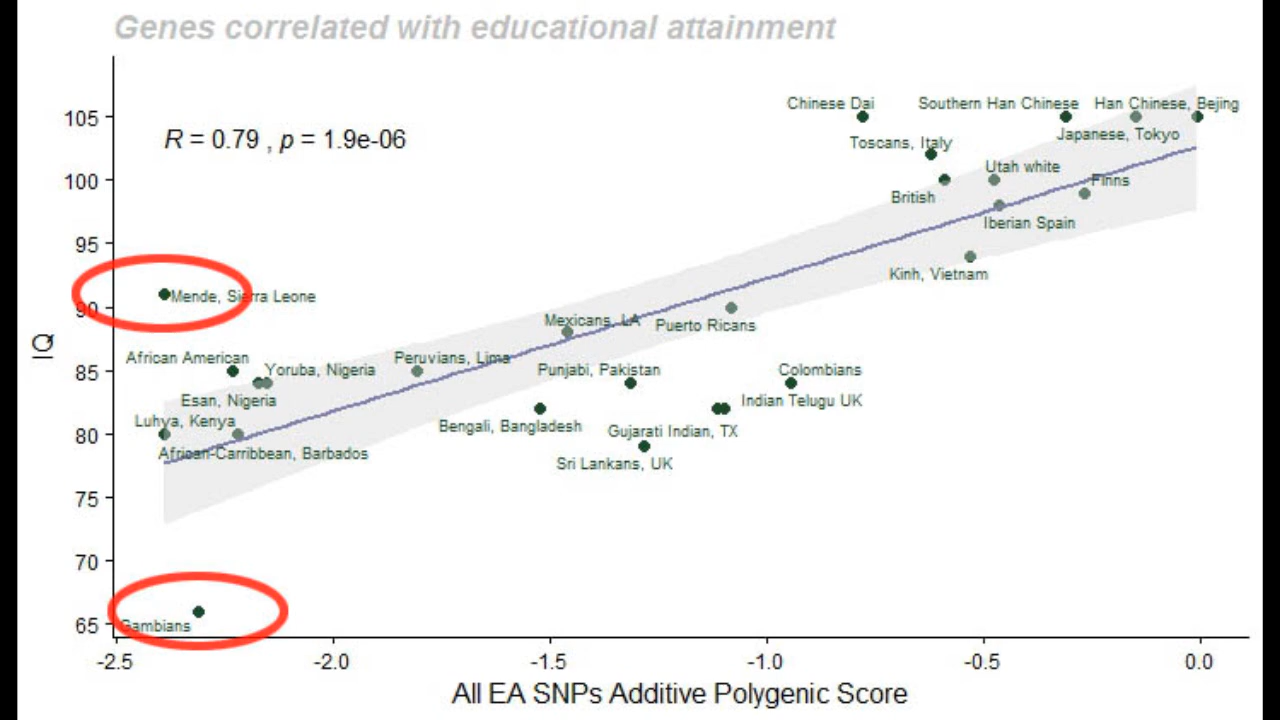 Genes correlated with educational attainment
R = 0.79 , p = 1.9e-06
IQ
105
100
95
90
85
80
75
70
65
Chinese Dai
Southern Han Chinese
Han Chinese, Bejing
Toscans, Italy
Japanese, Tokyo
Utah white
Finns
British
Iberian Spain
Kinh, Vietnam
Mende, Sierra Leone
Mexicans, LA
Puerto Ricans
African American
Yoruba, Nigeria
Peruvians, Lima
Punjabi, Pakistan
Colombians
Esan, Nigeria
Indian Telugu UK
Luhya, Kenya
Bengali, Bangladesh
Gujarati Indian, TX
African-Carribbean, Barbados
Sri Lankans, UK
Gambians
-2.5
-2.0
-1.5
-1.0
-0.5
0.0
All EA SNPs Additive Polygenic Score